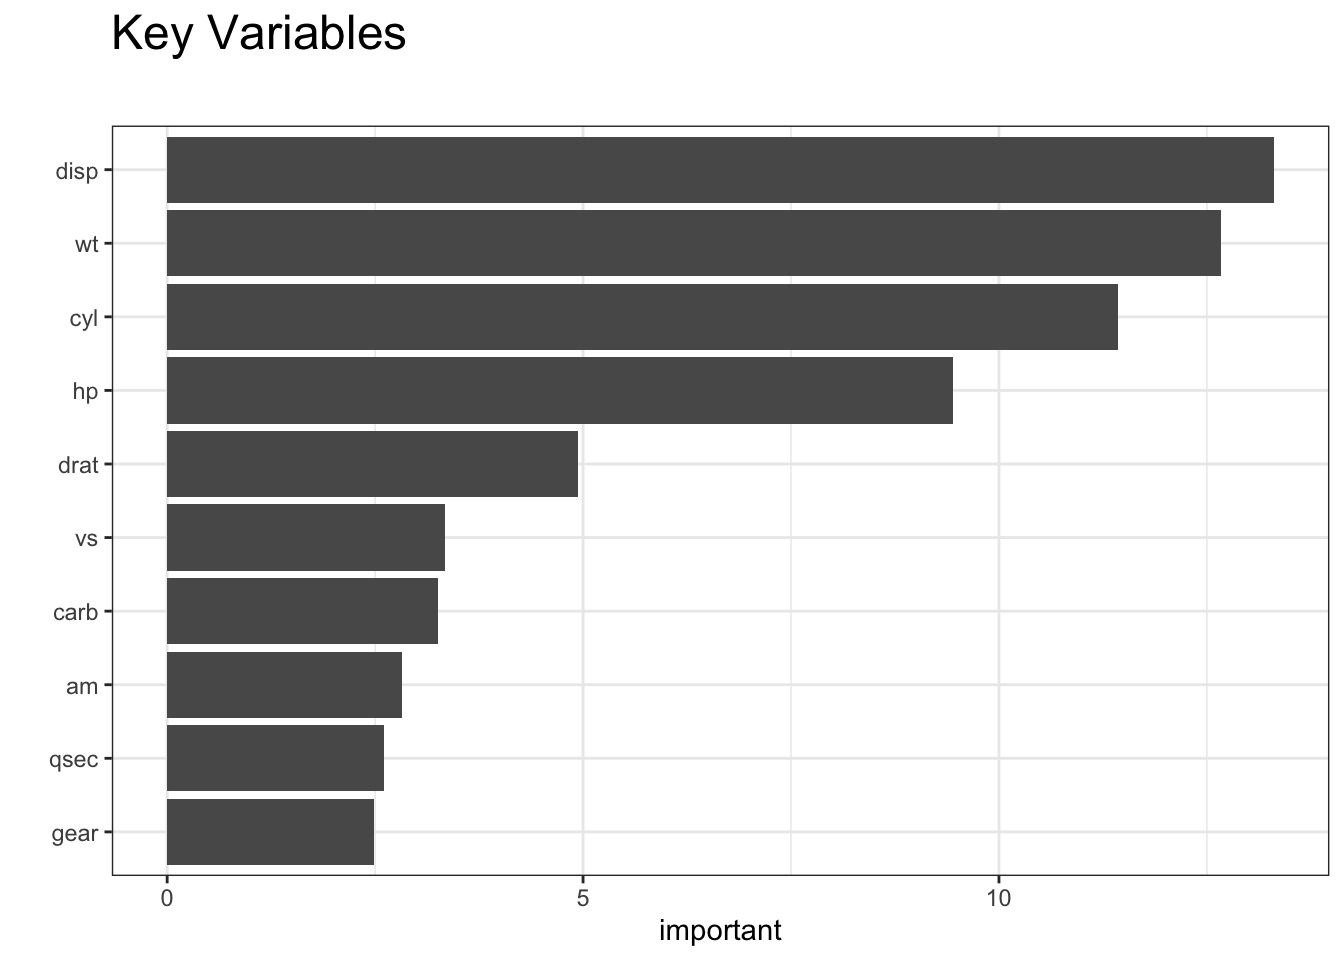 Key Variables
disp
wt
cyl
hp
drat
vs
carb
am
qsec
gear
0 5 10
important